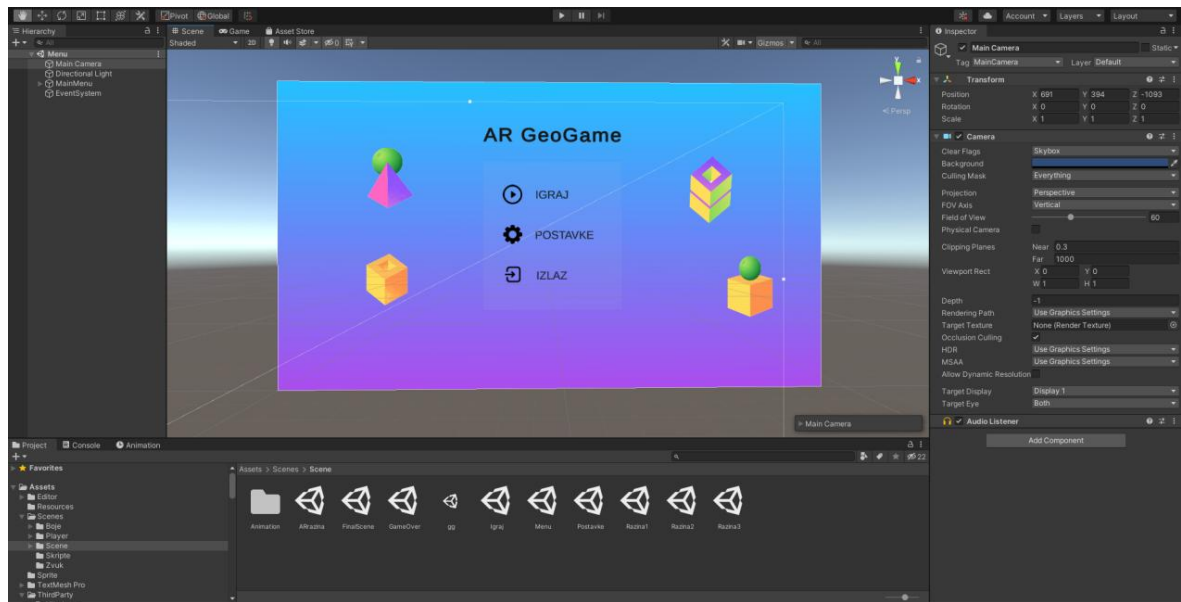 Pivot Global
Account Layers Layout
Hierarchy
All
Menu
Main Camera
Directional Light
MainMenu
EventSystem
Scene Game Asset Store
Shaded 2D 0 Gizmos All
Persp
AR GeoGame
IGRAJ
POSTAVKE
IZLAZ
Main Camera
Inspector
Main Camera Static
Tag MainCamera Layer Default
Transform
Position X 691 Y 394 Z -1093
Rotation X 0 Y 0 Z 0
Scale X 1 Y 1 Z 1
Camera
Clear Flags Skybox
Background
Culling Mask Everything
Projection Perspective
FOV Axis Vertical
Field of View 60
Physical Camera
Clipping Planes Near 0.3
Far 1000
Viewport Rect X 0 Y 0
W 1 H 1
Depth -1
Rendering Path Use Graphics Settings
Target Texture None (Render Texture)
Occlusion Culling
HDR Use Graphics Settings
MSAA Use Graphics Settings
Allow Dynamic Resolution
Target Display Display 1
Target Eye Both
Audio Listener
Add Component
Project Console Animation
22
Favorites
Assets
Editor
Resources
Scenes
Boje
Player
Scene
Skripte
Zvuk
Sprite
TextMesh Pro
ThirdParty
Assets > Scenes > Scene
Animation ARrazina FinalScene GameOver gg Igraj Menu Postavke Razina1 Razina2 Razina3